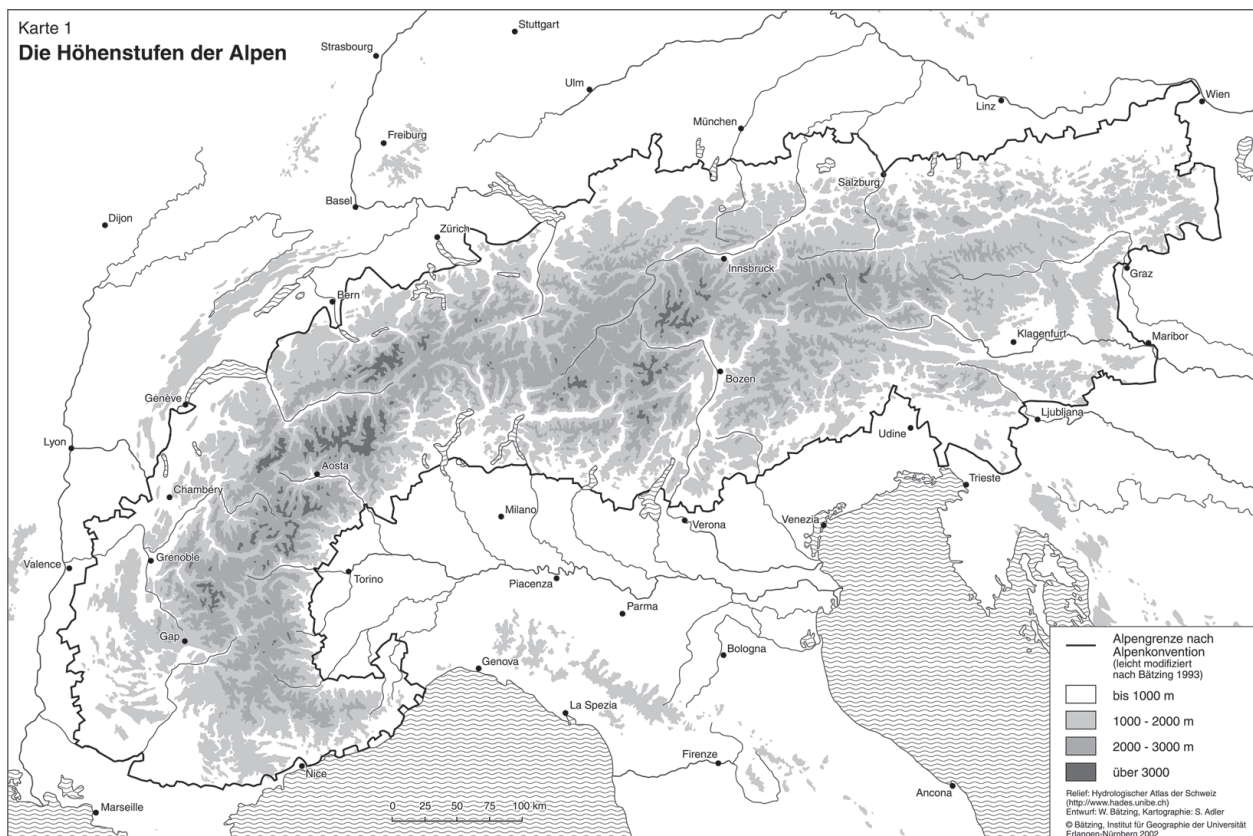 Karte 1
Die Höhenstufen der Alpen
Stuttgart
Strasbourg
Ulm
Linz
Wien
München
Freiburg
Salzburg
Basel
Dijon
Zürich
Innsbruck
Graz
Bern
Klagenfurt
Maribor
Bozen
Genève
Ljubljana
Lyon
Udine
Aosta
Trieste
Chambéry
Milano
Verona
Venezia
Grenoble
Valence
Torino
Piacenza
Parma
Gap
Bologna
Genova
La Spezia
Firenze
Nice
Ancona
Marseille
0 25 50 75 100 km
Alpengrenze nach
Alpenkonvention
(leicht modifiziert
nach Bätzing 1993)
bis 1000 m
1000 - 2000 m
2000 - 3000 m
über 3000
Relief: Hydrologischer Atlas der Schweiz
(http://www.hades.unibe.ch)
Entwurf: W. Bätzing, Kartographie: S. Adler
© Bätzing, Institut für Geographie der Universität
Erlangen-Nürnberg 2002